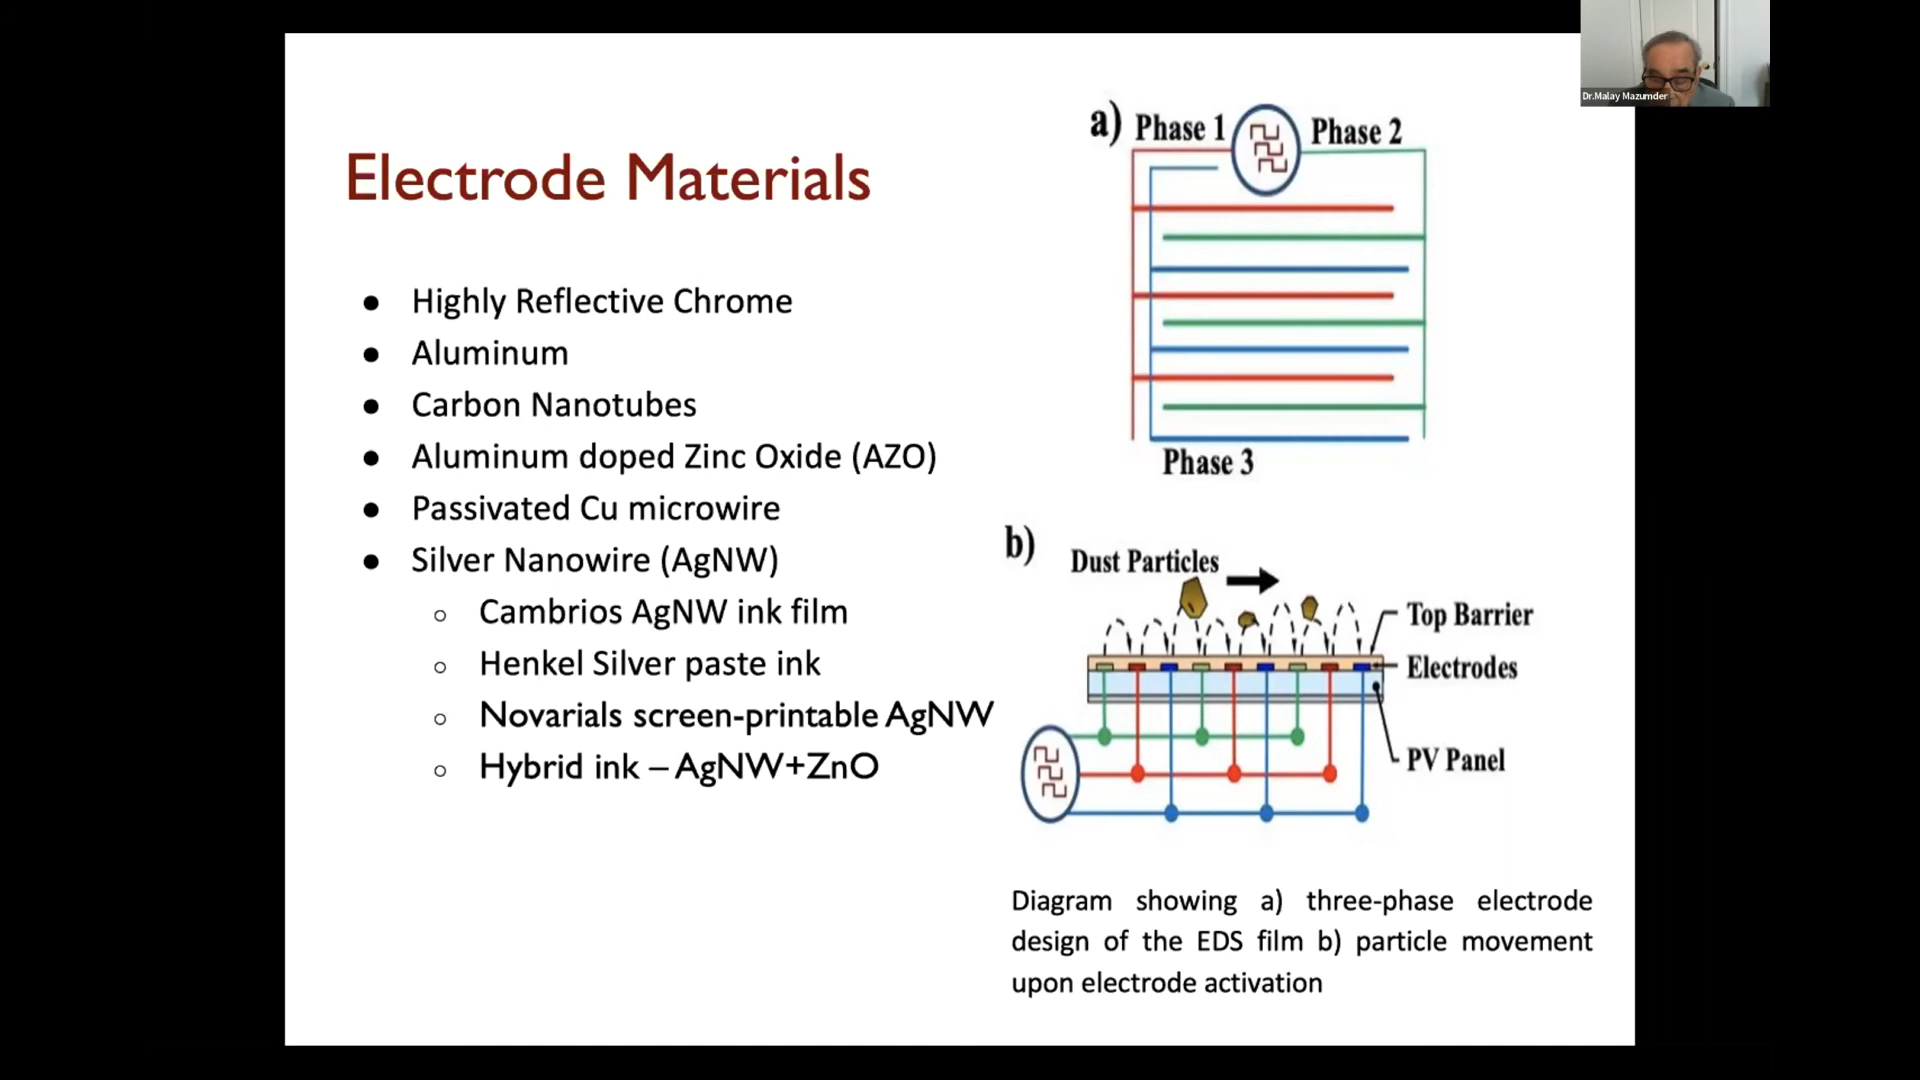 Dr.Malay Mazumder
Electrode Materials
● Highly Reflective Chrome
● Aluminum
● Carbon Nanotubes
● Aluminum doped Zinc Oxide (AZO)
● Passivated Cu microwire
● Silver Nanowire (AgNW)
○ Cambrios AgNW ink film
○ Henkel Silver paste ink
○ Novarials screen-printable AgNW
○ Hybrid ink – AgNW+ZnO
a) Phase 1 Phase 2
Phase 3
b)
Dust Particles
Top Barrier
Electrodes
PV Panel
Diagram showing a) three-phase electrode
design of the EDS film b) particle movement
upon electrode activation